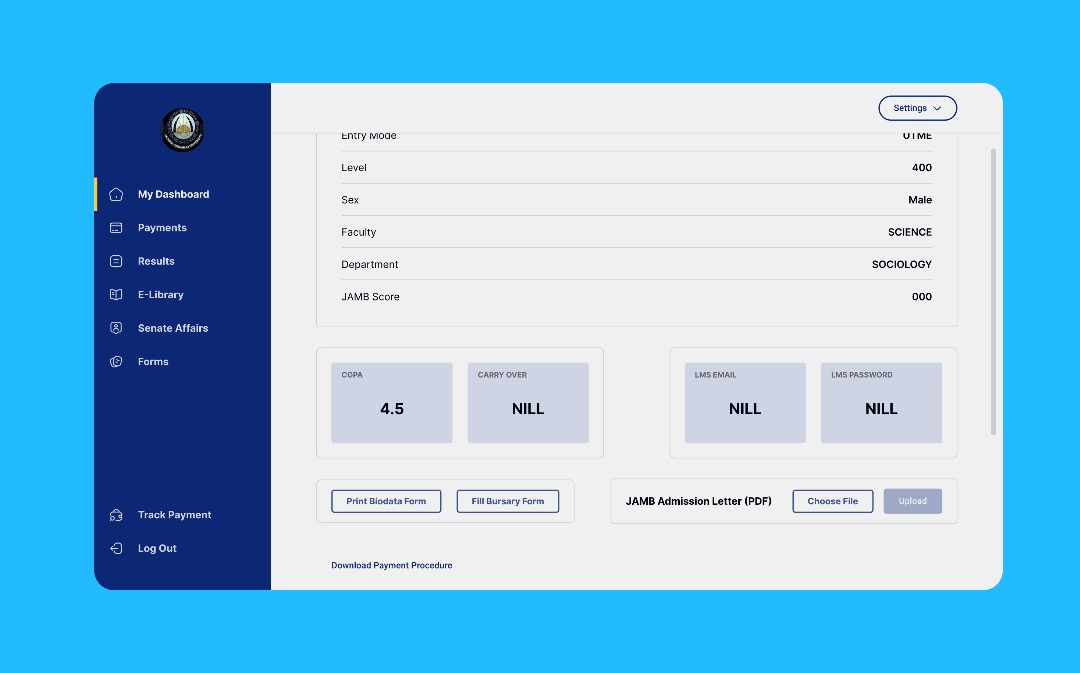 Settings
My Dashboard
Payments
Results
E-Library
Senate Affairs
Forms
Track Payment
Log Out
Entry Mode UTME
Level 400
Sex Male
Faculty SCIENCE
Department SOCIOLOGY
JAMB Score 000
CGPA CARRY OVER LMS EMAIL LMS PASSWORD
4.5 NILL NILL NILL
Print Biodata Form Fill Bursary Form JAMB Admission Letter (PDF) Choose File Upload
Download Payment Procedure